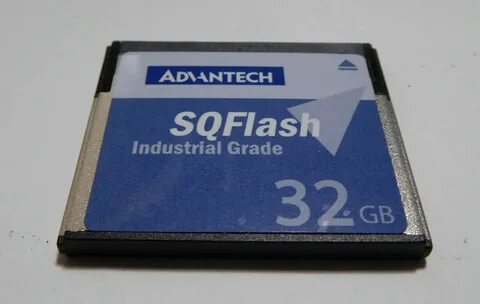 ADVANTECH
SQFlash
Industrial Grade
32 GB